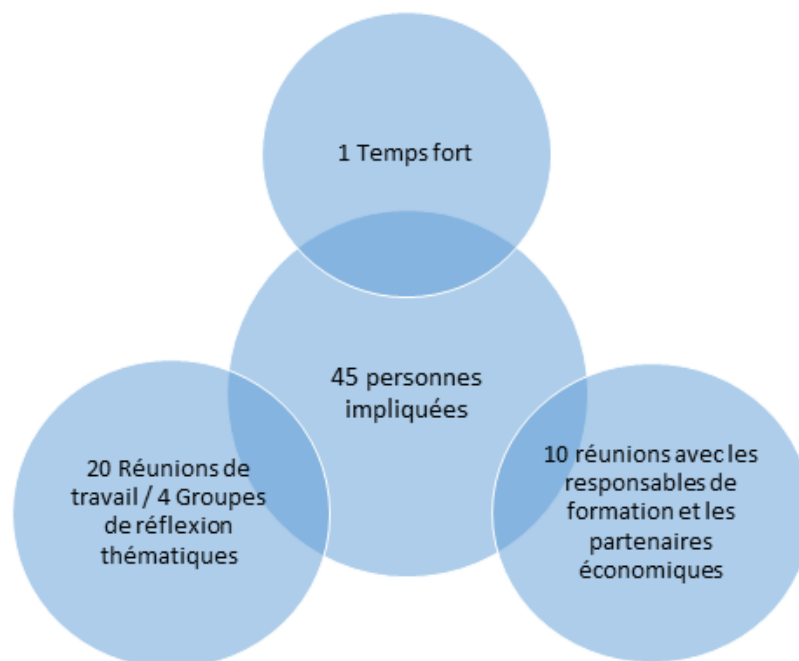 1 Temps fort
45 personnes
impliquées
20 Réunions de
travail / 4 Groupes
de réflexion
thématiques
10 réunions avec les
responsables de
formation et les
partenaires
économiques